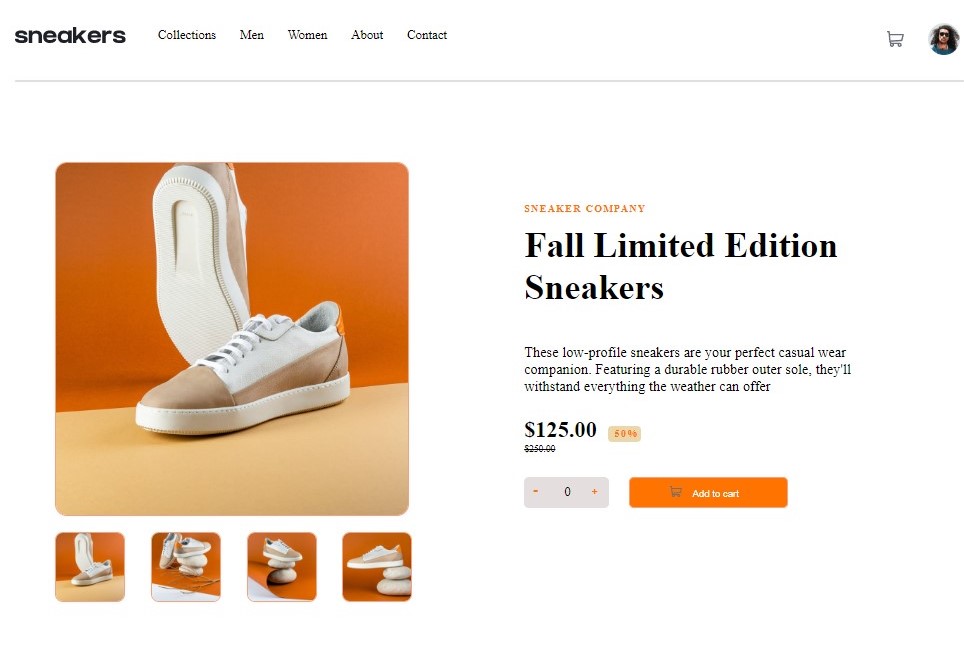 sneakers
Collections Men Women About Contact
SNEAKER COMPANY
Fall Limited Edition
Sneakers
These low-profile sneakers are your perfect casual wear
companion. Featuring a durable rubber outer sole, they'll
withstand everything the weather can offer
$125.00 50%
$250.00
- 0 + Add to cart